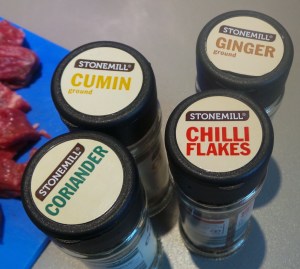 STONEMILL
GINGER
ground
STONEMILL
CUMIN
ground
STONEMILL
CHILLI
FLAKES
STONEMILL
CORIANDER